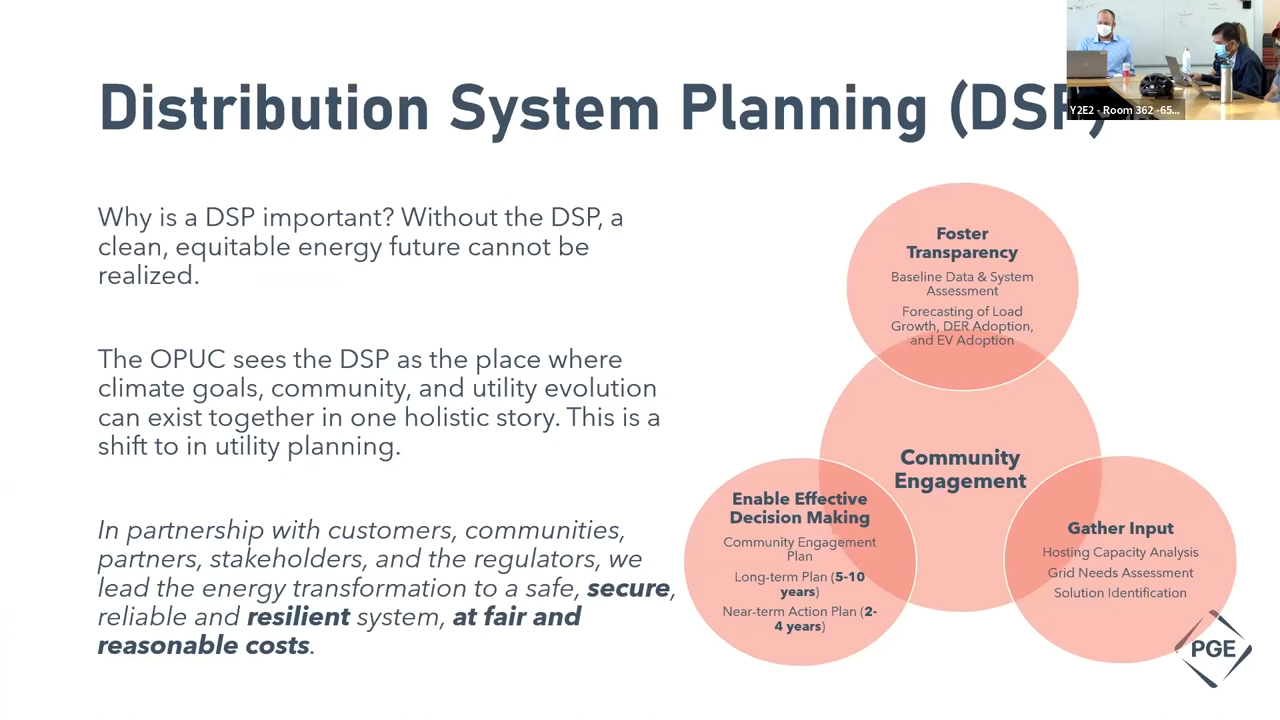 Distribution System Planning (DSP)
Y2E2 - Room 362 -65...
Why is a DSP important? Without the DSP, a
clean, equitable energy future cannot be
realized.
The OPUC sees the DSP as the place where
climate goals, community, and utility evolution
can exist together in one holistic story. This is a
shift to in utility planning.
In partnership with customers, communities,
partners, stakeholders, and the regulators, we
lead the energy transformation to a safe, secure,
reliable and resilient system, at fair and
reasonable costs.
Foster
Transparency
Baseline Data & System
Assessment
Forecasting of Load
Growth, DER Adoption,
and EV Adoption
Community
Engagement
Enable Effective
Decision Making
Community Engagement
Plan
Long-term Plan (5-10
years)
Near-term Action Plan (2-
4 years)
Gather Input
Hosting Capacity Analysis
Grid Needs Assessment
Solution Identification
PGE